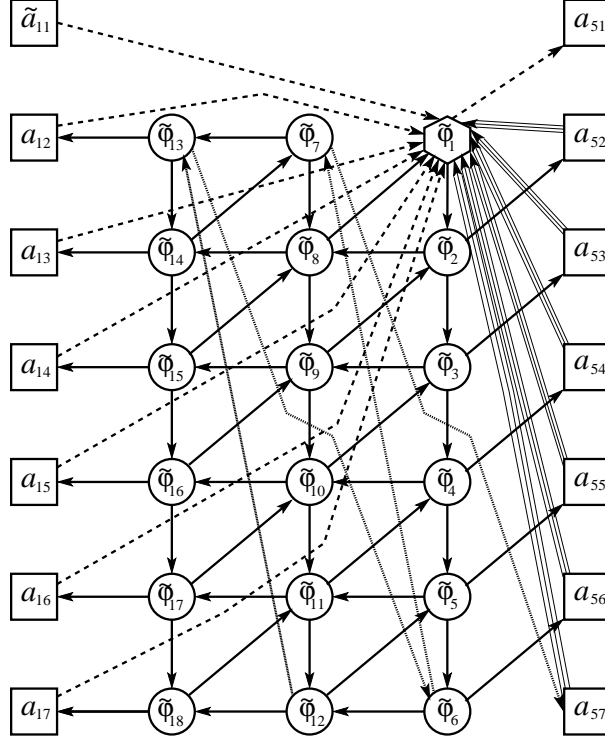 ã₁₁ a₅₁
a₁₂ φ̃₁₃ φ̃₇ φ̃₁ a₅₂
a₁₃ φ̃₁₄ φ̃₈ φ̃₂ a₅₃
a₁₄ φ̃₁₅ φ̃₉ φ̃₃ a₅₄
a₁₅ φ̃₁₆ φ̃₁₀ φ̃₄ a₅₅
a₁₆ φ̃₁₇ φ̃₁₁ φ̃₅ a₅₆
a₁₇ φ̃₁₈ φ̃₁₂ φ̃₆ a₅₇